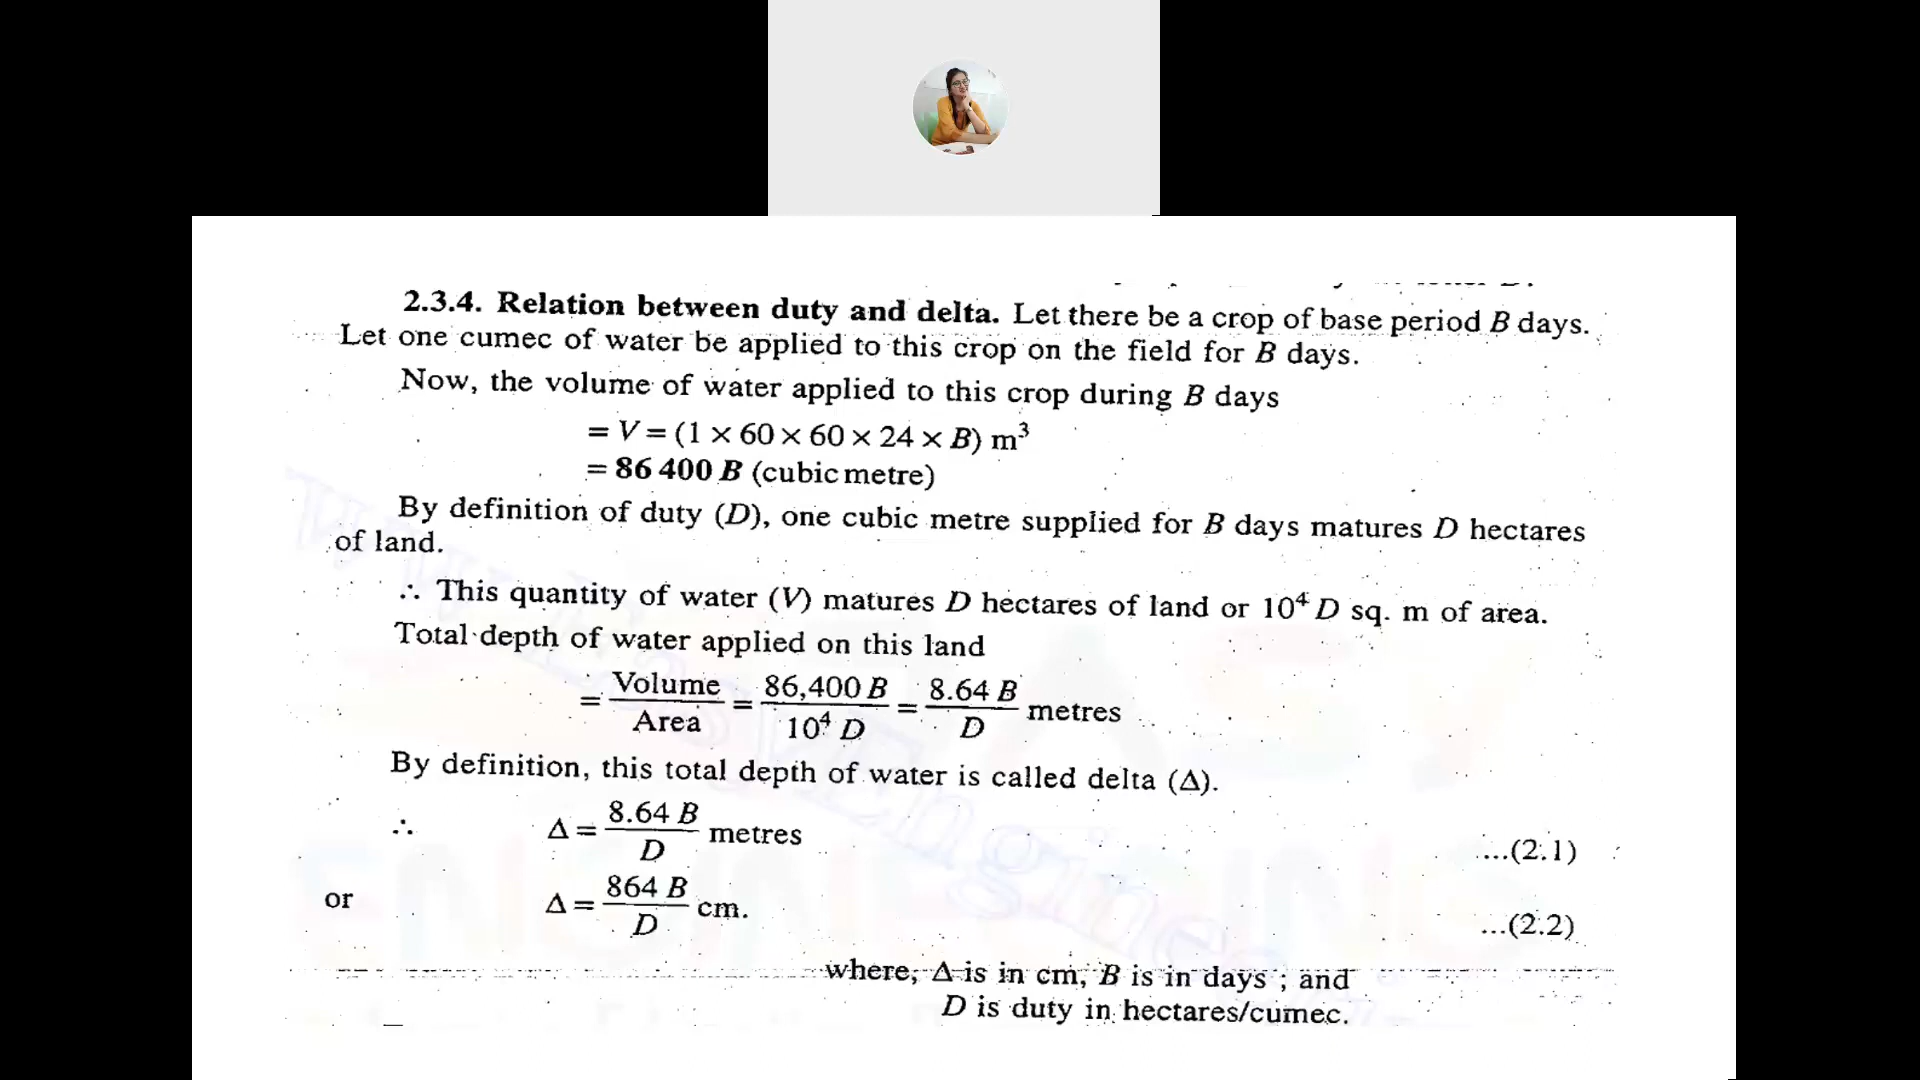 2.3.4. Relation between duty and delta. Let there be a crop of base period B days.
Let one cumec of water be applied to this crop on the field for B days.
Now, the volume of water applied to this crop during B days
= V = (1 × 60 × 60 × 24 × B) m³
= 86 400 B (cubic metre)
By definition of duty (D), one cubic metre supplied for B days matures D hectares
of land.
∴ This quantity of water (V) matures D hectares of land or 10⁴ D sq. m of area.
Total depth of water applied on this land
= Volume / Area = 86,400 B / 10⁴ D = 8.64 B / D metres
By definition, this total depth of water is called delta (Δ).
∴ Δ = 8.64 B / D metres ...(2.1)
or Δ = 864 B / D cm. ...(2.2)
where, Δ is in cm, B is in days ; and
D is duty in hectares/cumec.